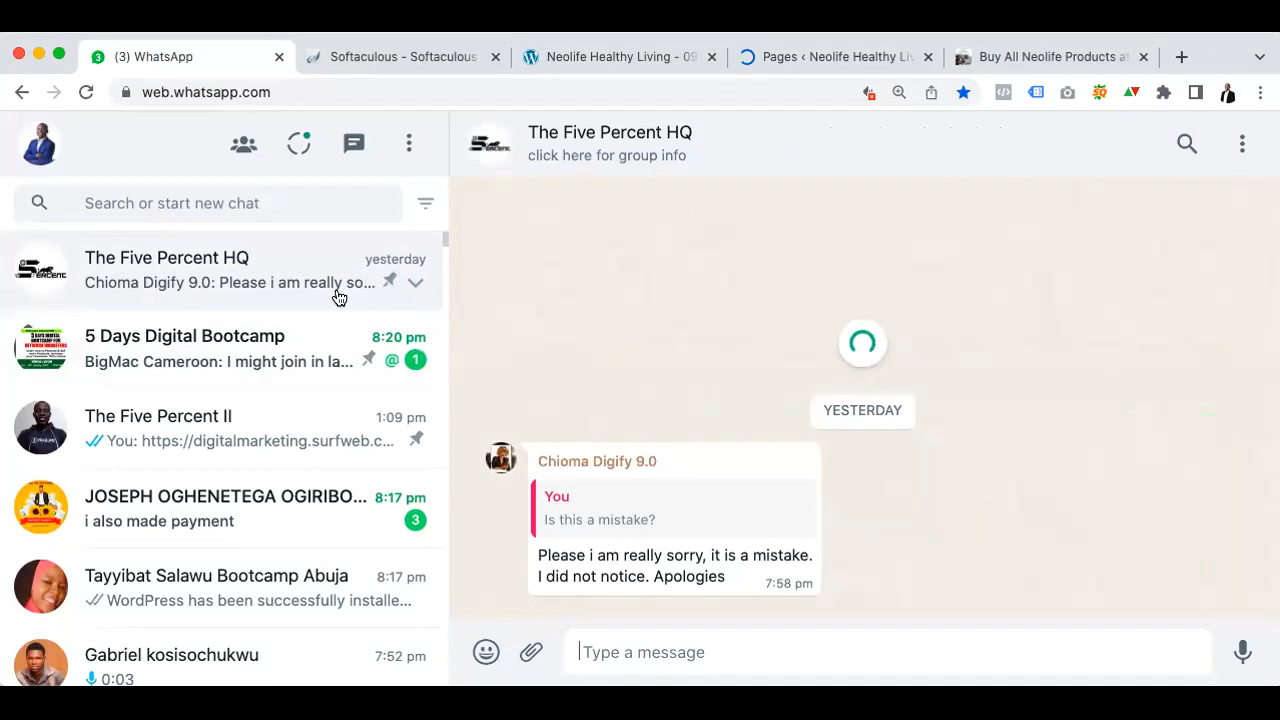 3 (3) WhatsApp
Softaculous - Softaculous
Neolife Healthy Living - 09
Pages ‹ Neolife Healthy Li
Buy All Neolife Products a
web.whatsapp.com
The Five Percent HQ
click here for group info
Search or start new chat
The Five Percent HQ yesterday
Chioma Digify 9.0: Please i am really so...
5 Days Digital Bootcamp 8:20 pm
BigMac Cameroon: I might join in la... @ 1
The Five Percent II 1:09 pm
You: https://digitalmarketing.surfweb.c...
JOSEPH OGHENETEGA OGIRIBO... 8:17 pm
i also made payment 3
Tayyibat Salawu Bootcamp Abuja 8:17 pm
WordPress has been successfully installe...
Gabriel kosisochukwu 7:52 pm
0:03
YESTERDAY
Chioma Digify 9.0
You
Is this a mistake?
Please i am really sorry, it is a mistake.
I did not notice. Apologies 7:58 pm
Type a message